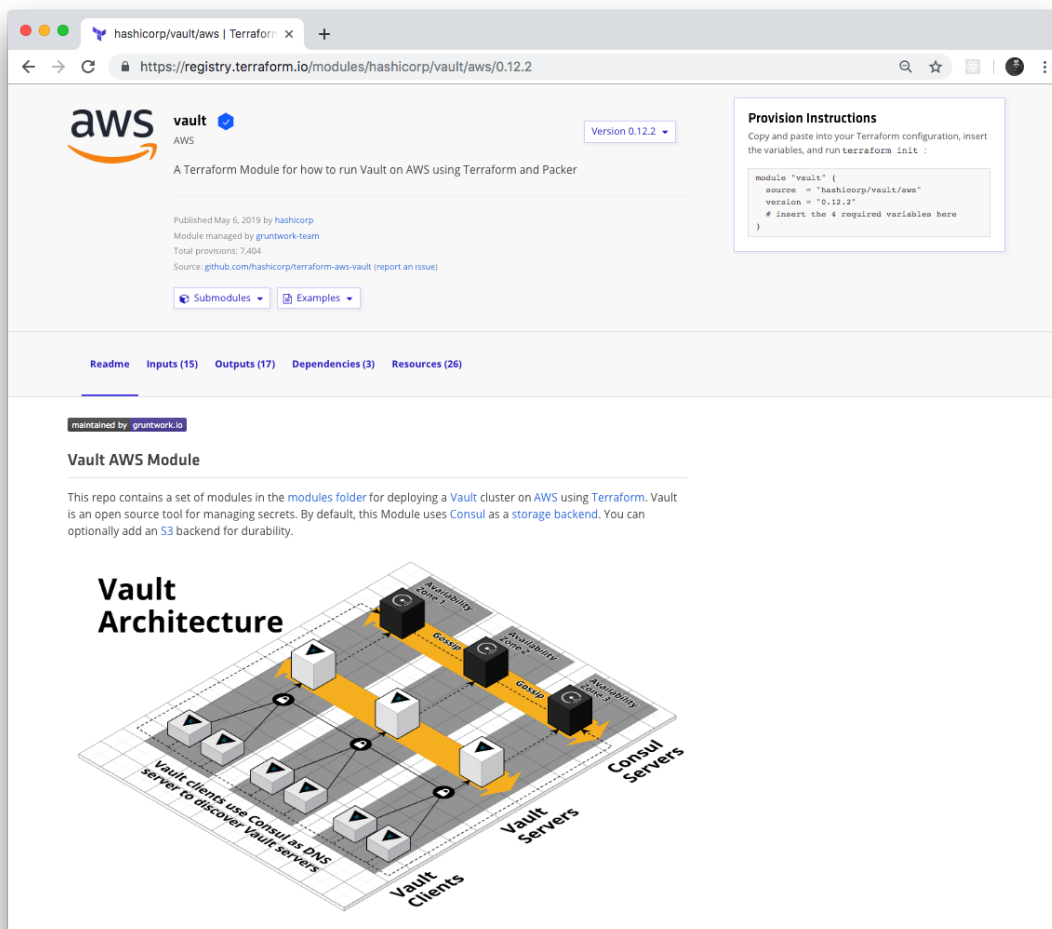 hashicorp/vault/aws | Terraform
https://registry.terraform.io/modules/hashicorp/vault/aws/0.12.2
aws
vault
AWS
Version 0.12.2
A Terraform Module for how to run Vault on AWS using Terraform and Packer
Published May 6, 2019 by hashicorp
Module managed by gruntwork-team
Total provisions: 7,404
Source: github.com/hashicorp/terraform-aws-vault (report an issue)
Submodules
Examples
Provision Instructions
Copy and paste into your Terraform configuration, insert
the variables, and run terraform init :
module "vault" {
source = "hashicorp/vault/aws"
version = "0.12.2"
# insert the 4 required variables here
}
Readme Inputs (15) Outputs (17) Dependencies (3) Resources (26)
maintained by gruntwork.io
Vault AWS Module
This repo contains a set of modules in the modules folder for deploying a Vault cluster on AWS using Terraform. Vault
is an open source tool for managing secrets. By default, this Module uses Consul as a storage backend. You can
optionally add an S3 backend for durability.
Vault
Architecture
Availability
Zone 1
Gossip
Availability
Zone 2
Gossip
Availability
Zone 3
Consul
Servers
Vault
Servers
Vault
Clients
Vault clients use Consul as DNS
server to discover Vault servers